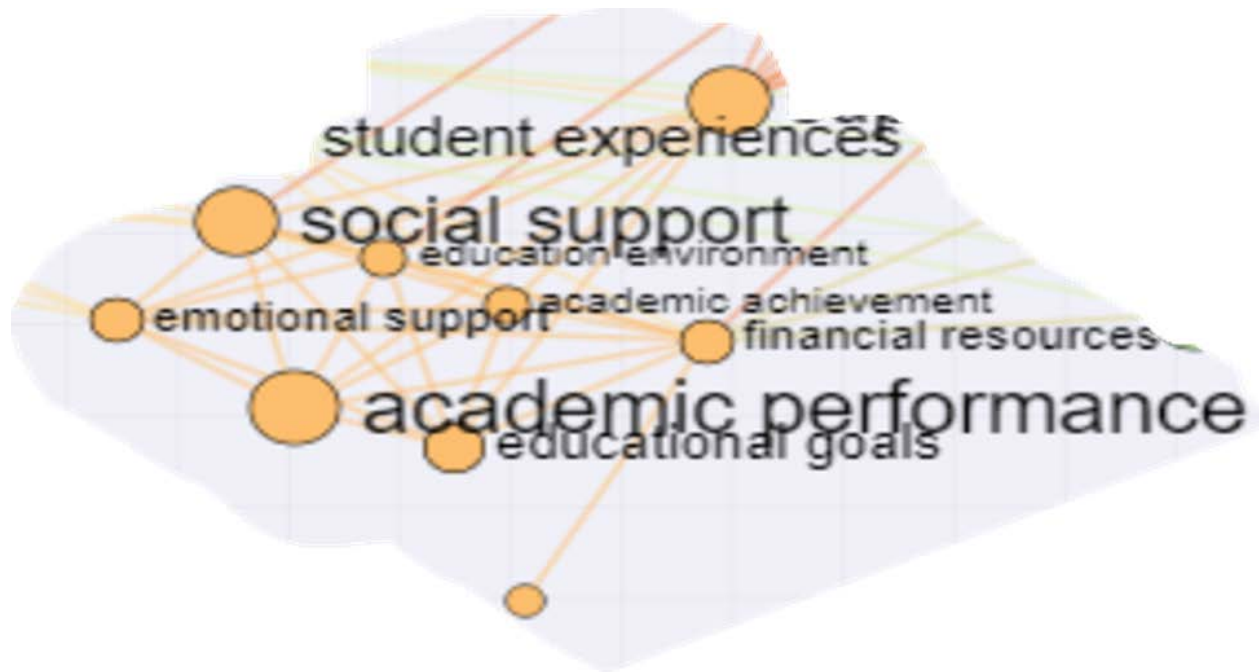 student experiences
social support
education environment
academic achievement
emotional support
financial resources
academic performance
educational goals